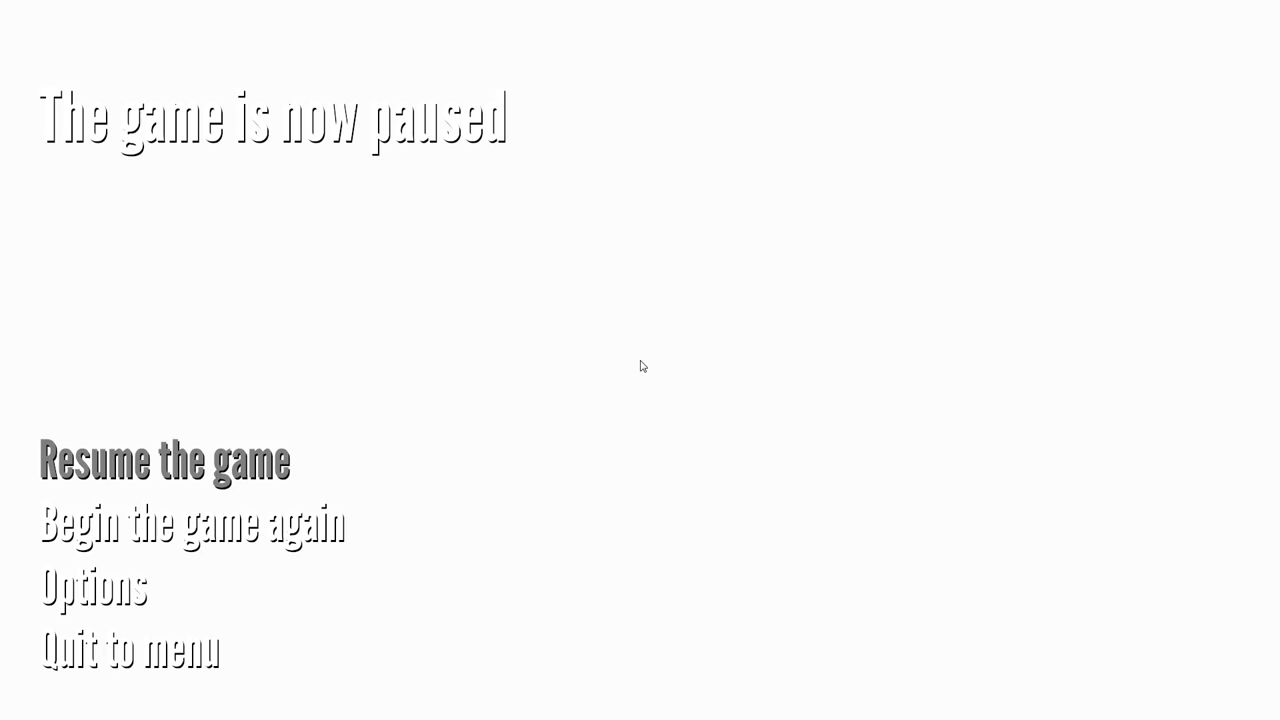 The game is now paused
Resume the game
Begin the game again
Options
Quit to menu